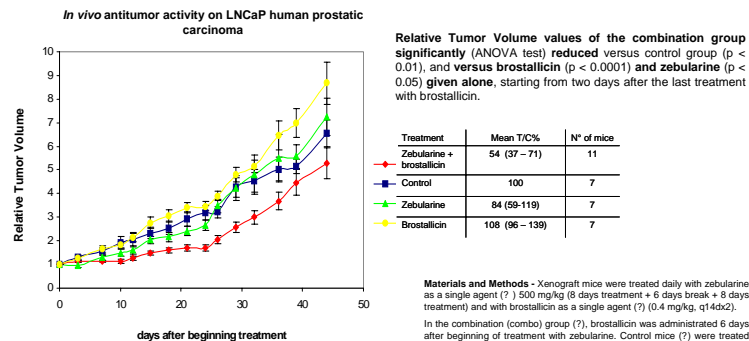 In vivo antitumor activity on LNCaP human prostatic
carcinoma
Relative Tumor Volume
10
9
8
7
6
5
4
3
2
1
0
0
10
20
30
40
50
days after beginning treatment
Relative Tumor Volume values of the combination group
significantly (ANOVA test) reduced versus control group (p <
0.01), and versus brostallicin (p < 0.0001) and zebularine (p <
0.05) given alone, starting from two days after the last treatment
with brostallicin.
Treatment Mean T/C% N° of mice
Zebularine + brostallicin 54 (37 – 71) 11
Control 100 7
Zebularine 84 (59-119) 7
Brostallicin 108 (96 – 139) 7
Materials and Methods - Xenograft mice were treated daily with zebularine
as a single agent (? ) 500 mg/kg (8 days treatment + 6 days break + 8 days
treatment) and with brostallicin as a single agent (?) (0.4 mg/kg, q14dx2).
In the combination (combo) group (?), brostallicin was administrated 6 days
after beginning of treatment with zebularine. Control mice (?) were treated